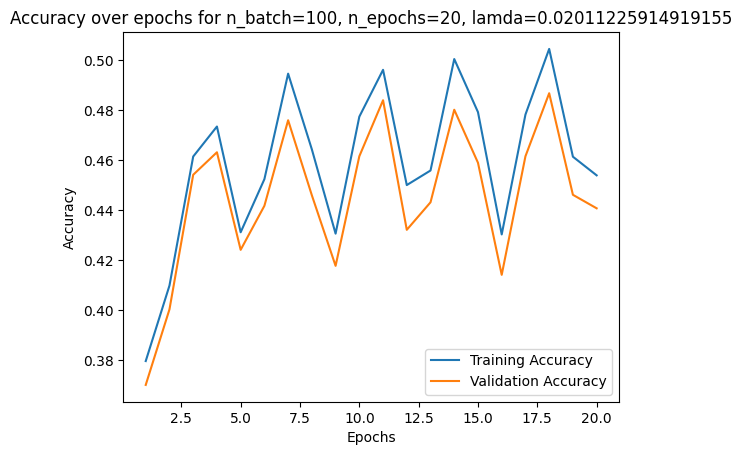 Accuracy over epochs for n_batch=100, n_epochs=20, lamda=0.02011225914919155
0.50
0.48
0.46
0.44
0.42
0.40
0.38
Accuracy
Training Accuracy
Validation Accuracy
2.5 5.0 7.5 10.0 12.5 15.0 17.5 20.0
Epochs